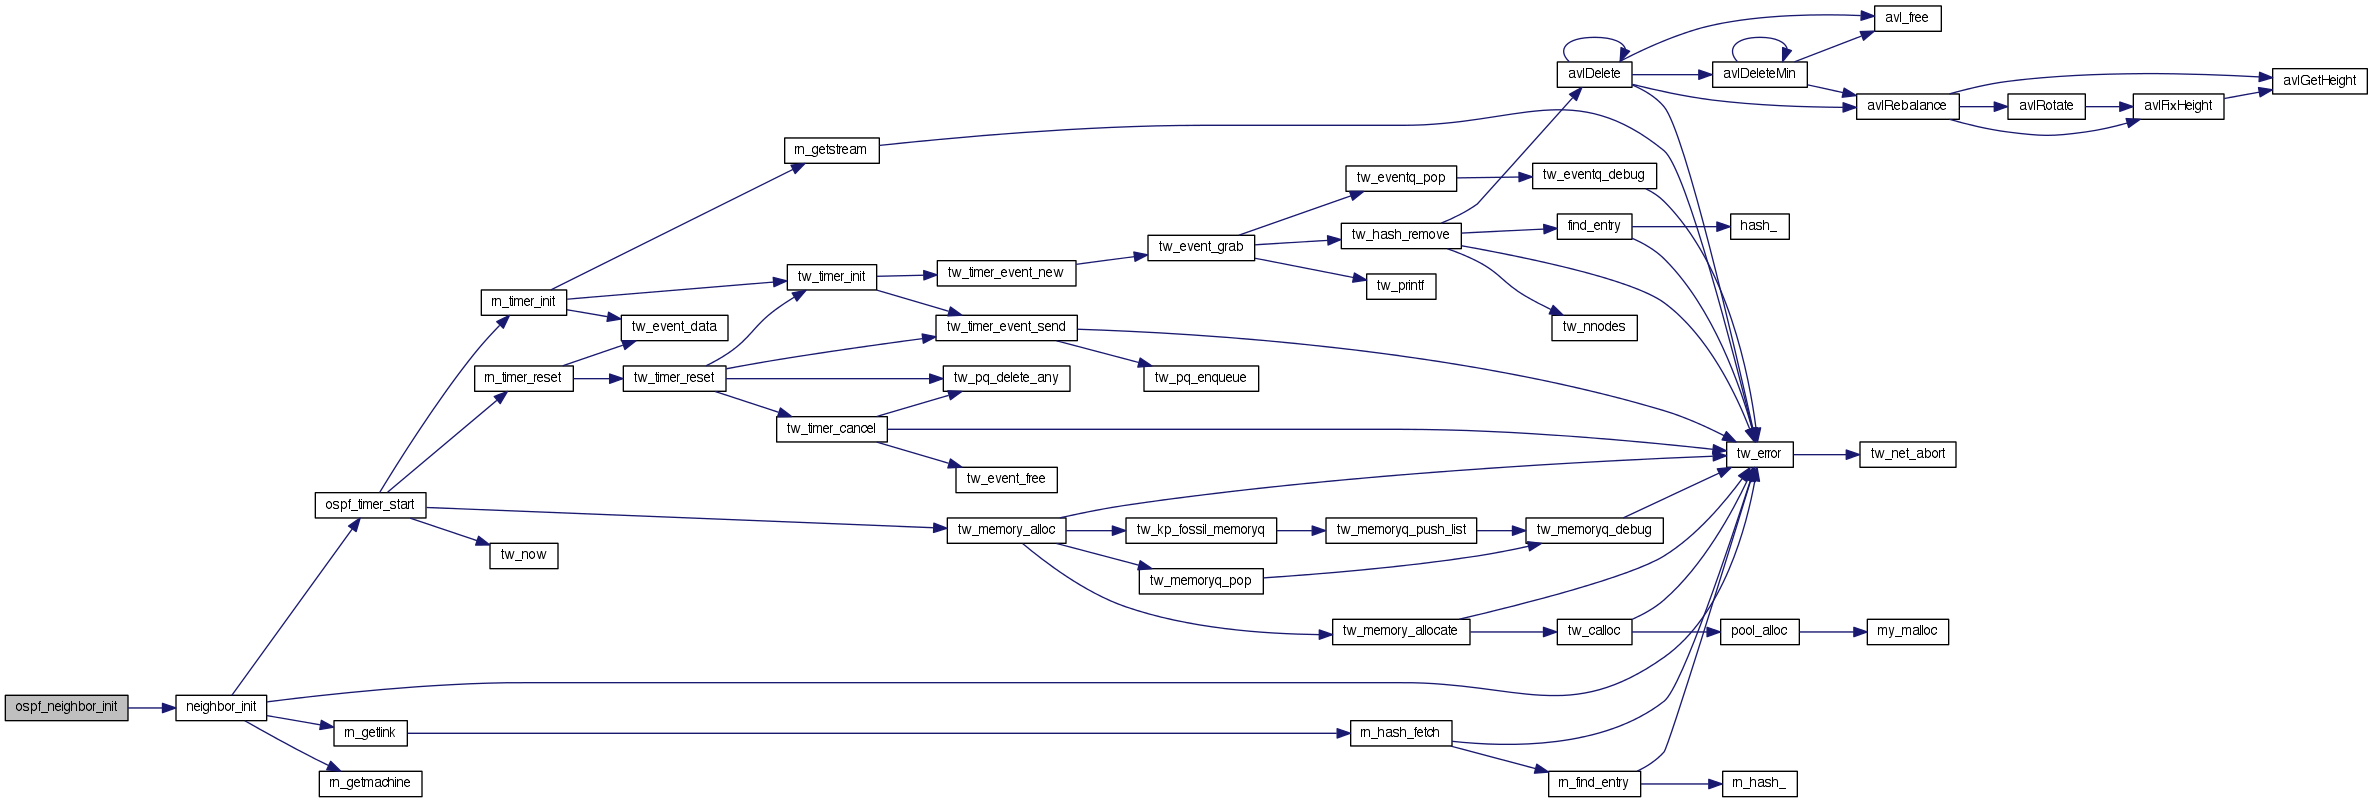 avl_free
avlDelete
avlDeleteMin
avlGetHeight
avlRebalance
avlRotate
avlFixHeight
rn_getstream
tw_eventq_pop
tw_eventq_debug
find_entry
hash_
tw_hash_remove
tw_event_grab
tw_timer_init
tw_timer_event_new
tw_printf
rn_timer_init
tw_event_data
tw_timer_event_send
tw_nnodes
rn_timer_reset
tw_timer_reset
tw_pq_delete_any
tw_pq_enqueue
tw_timer_cancel
tw_error
tw_net_abort
tw_event_free
ospf_timer_start
tw_memory_alloc
tw_kp_fossil_memoryq
tw_memoryq_push_list
tw_memoryq_debug
tw_now
tw_memoryq_pop
tw_memory_allocate
tw_calloc
pool_alloc
my_malloc
ospf_neighbor_init
neighbor_init
rn_getlink
rn_hash_fetch
rn_getmachine
rn_find_entry
rn_hash_